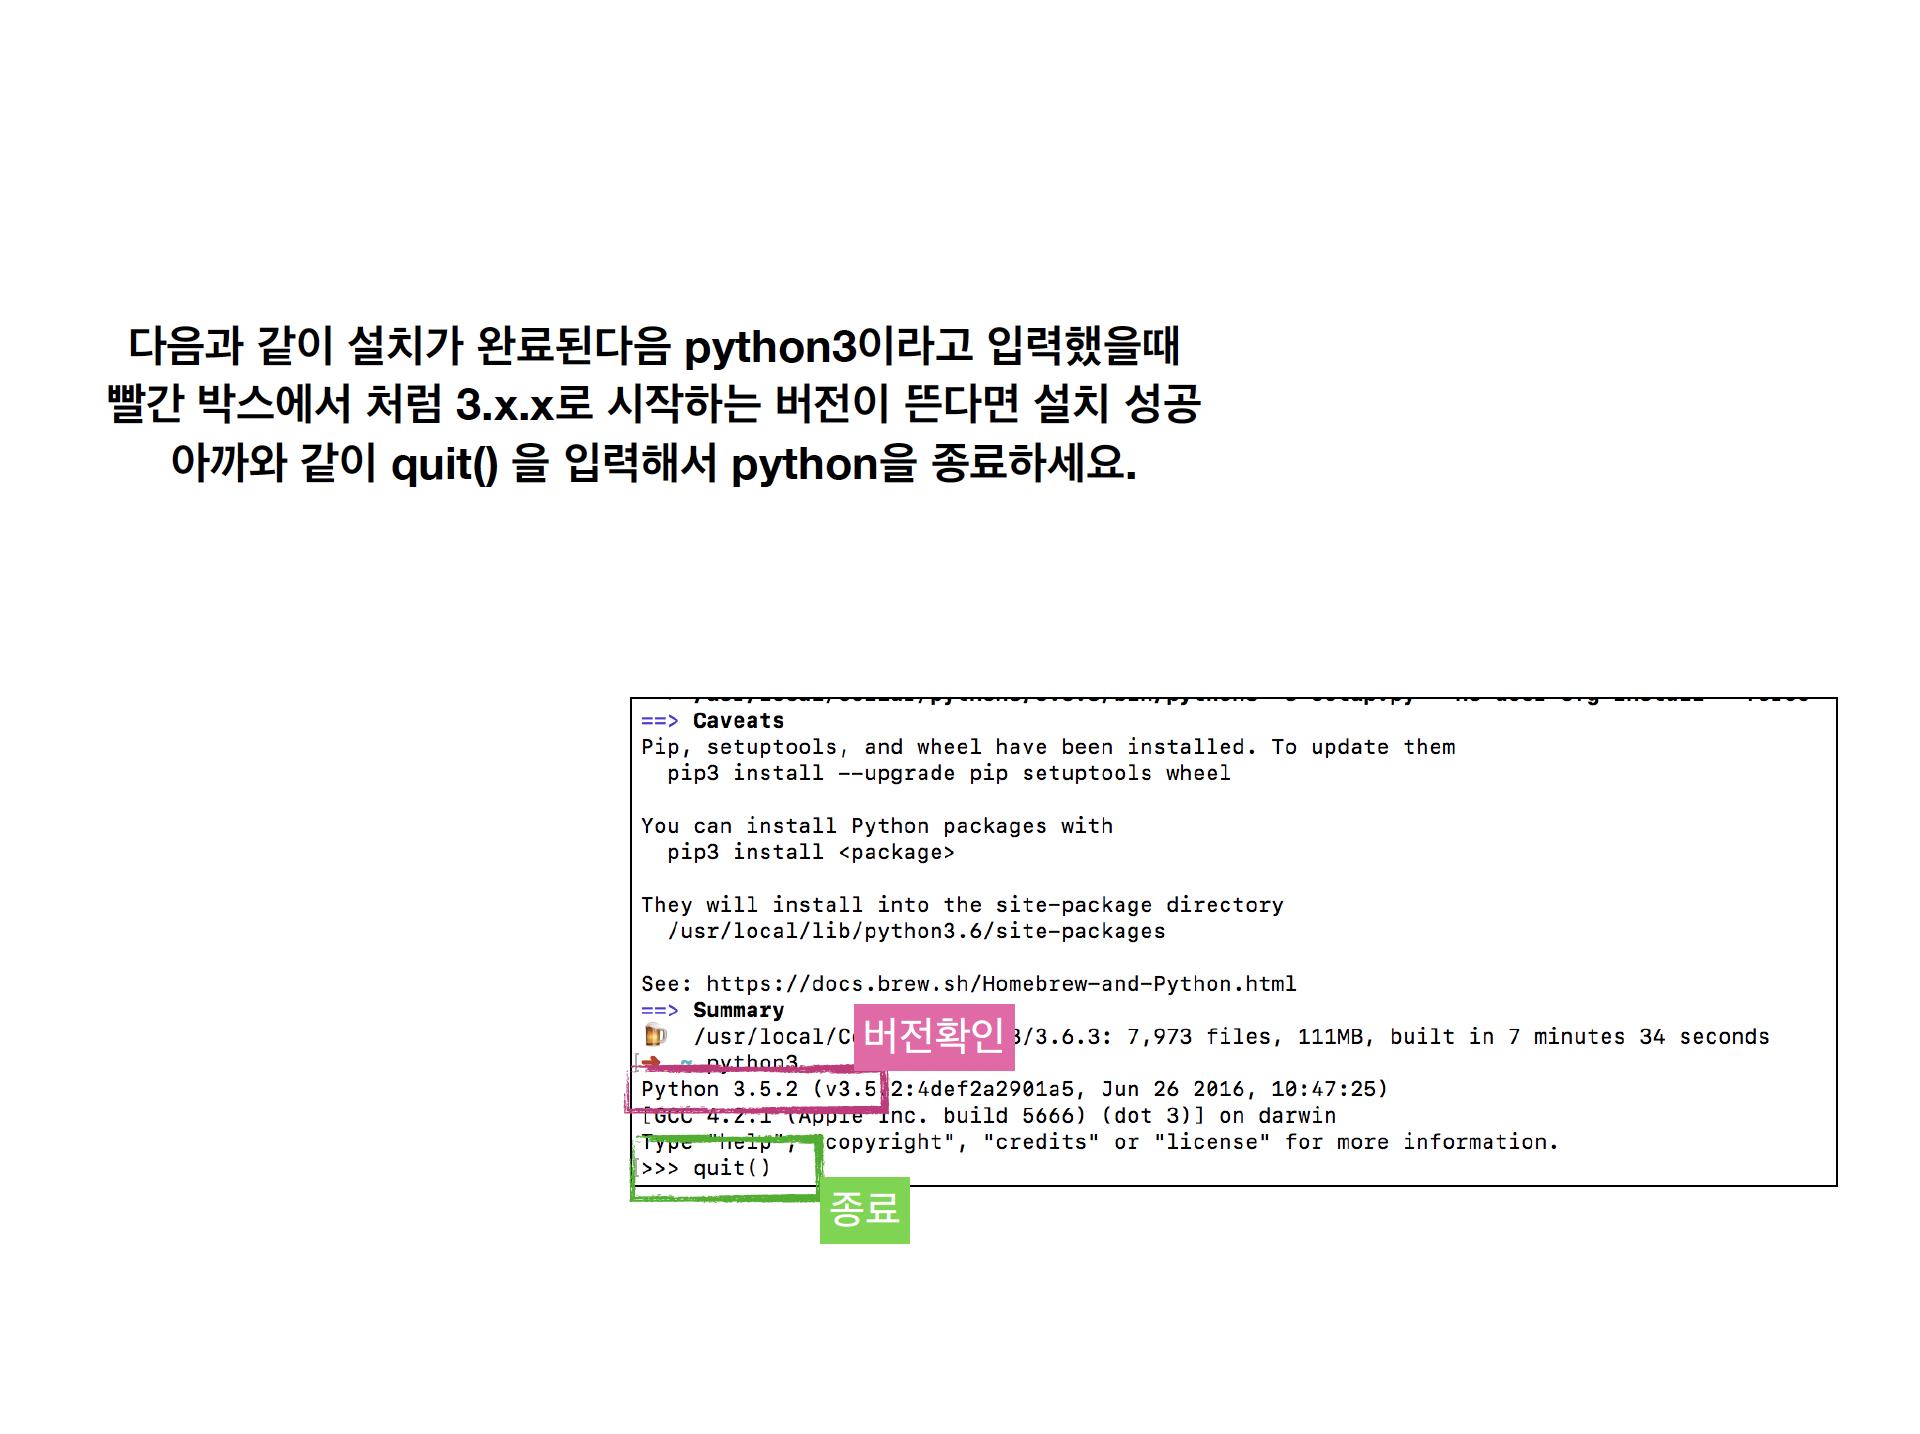 다음과 같이 설치가 완료된다음 python3이라고 입력했을때
빨간 박스에서 처럼 3.x.x로 시작하는 버전이 뜬다면 설치 성공
아까와 같이 quit() 을 입력해서 python을 종료하세요.
==> Caveats
Pip, setuptools, and wheel have been installed. To update them
pip3 install --upgrade pip setuptools wheel
You can install Python packages with
pip3 install <package>
They will install into the site-package directory
/usr/local/lib/python3.6/site-packages
See: https://docs.brew.sh/Homebrew-and-Python.html
==> Summary
버전확인
/usr/local/C 3/3.6.3: 7,973 files, 111MB, built in 7 minutes 34 seconds
~ python3
Python 3.5.2 (v3.5.2:4def2a2901a5, Jun 26 2016, 10:47:25)
[GCC 4.2.1 (Apple Inc. build 5666) (dot 3)] on darwin
Type "help", "copyright", "credits" or "license" for more information.
>>> quit()
종료